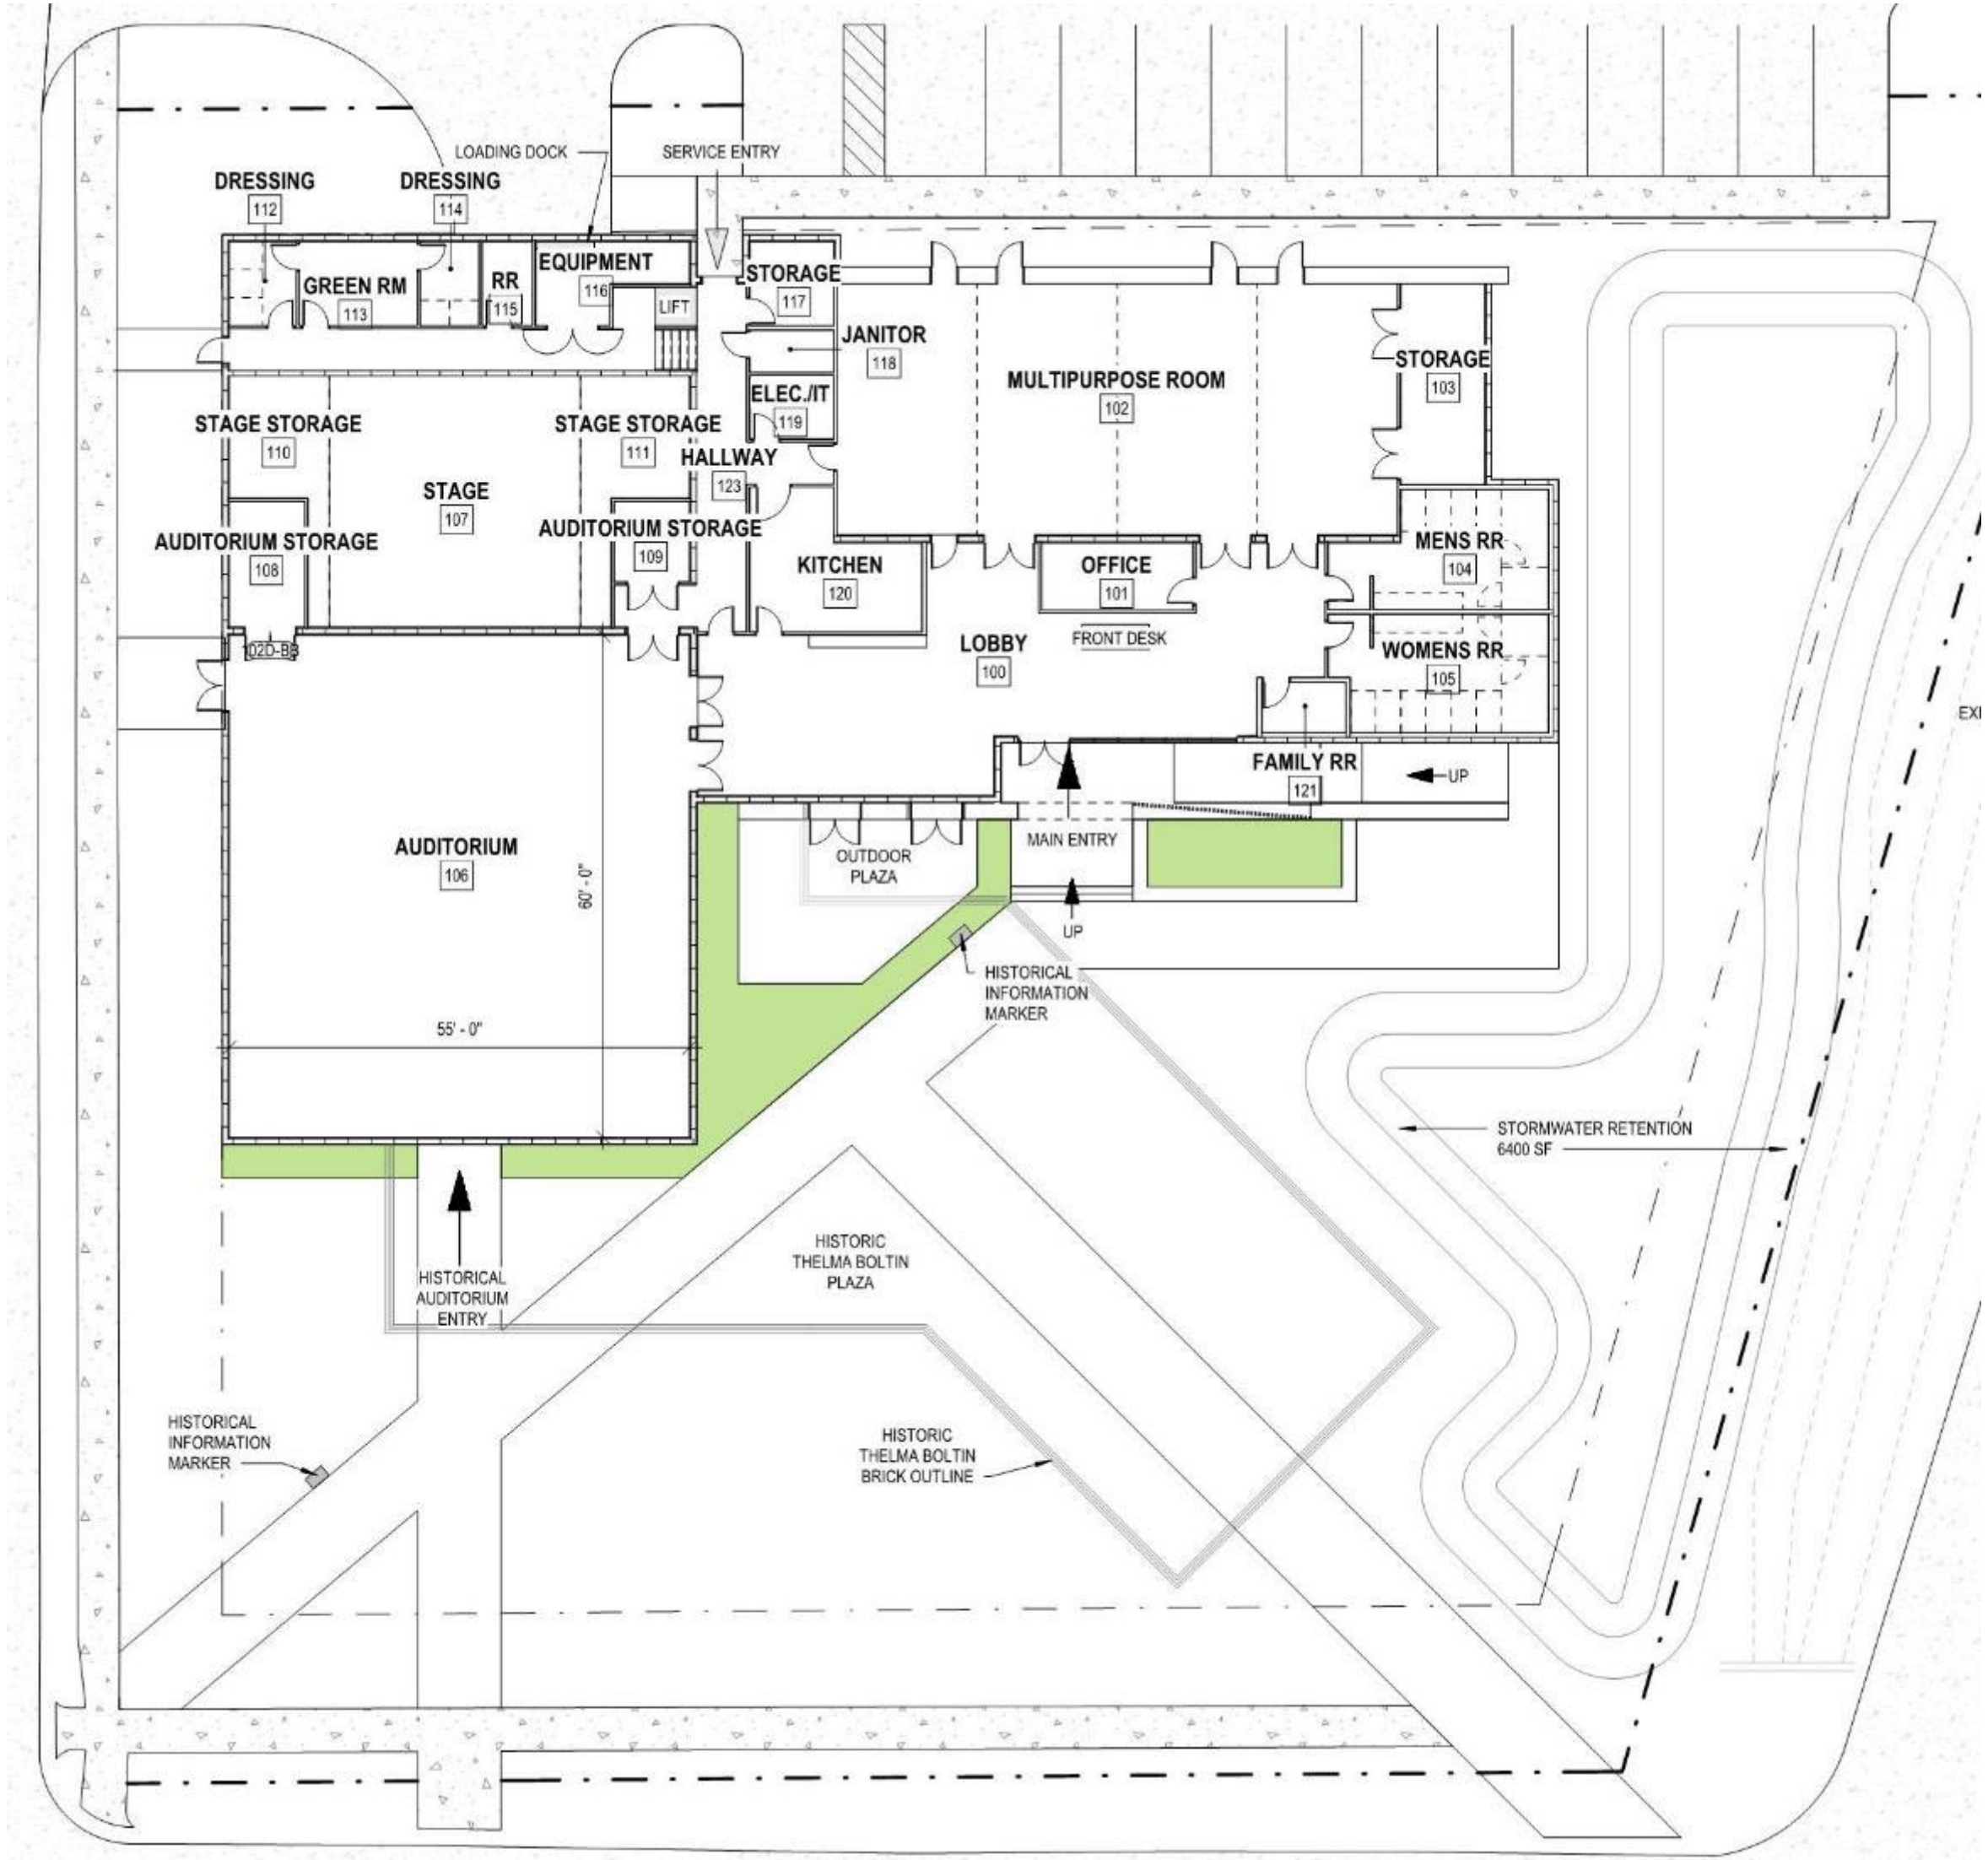 LOADING DOCK
SERVICE ENTRY
DRESSING
112
DRESSING
114
GREEN RM
113
RR
115
EQUIPMENT
116
LIFT
STORAGE
117
JANITOR
118
ELEC./IT
119
MULTIPURPOSE ROOM
102
STORAGE
103
STAGE STORAGE
110
STAGE
107
STAGE STORAGE
111
HALLWAY
123
AUDITORIUM STORAGE
108
AUDITORIUM STORAGE
109
KITCHEN
120
OFFICE
101
MENS RR
104
102D-BB
LOBBY
100
FRONT DESK
WOMENS RR
105
EXI
FAMILY RR
121
UP
MAIN ENTRY
OUTDOOR
PLAZA
UP
AUDITORIUM
106
60' - 0"
55' - 0"
HISTORICAL
INFORMATION
MARKER
STORMWATER RETENTION
6400 SF
HISTORICAL
AUDITORIUM
ENTRY
HISTORIC
THELMA BOLTIN
PLAZA
HISTORICAL
INFORMATION
MARKER
HISTORIC
THELMA BOLTIN
BRICK OUTLINE